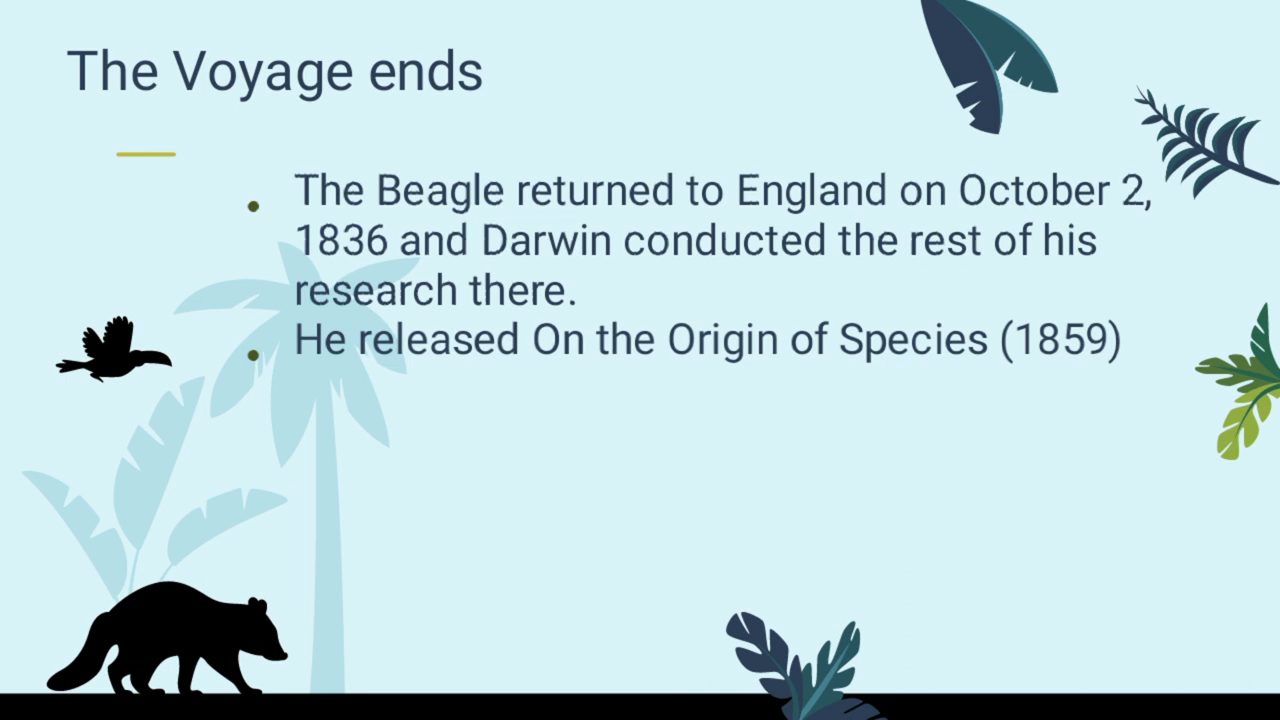 The Voyage ends
• The Beagle returned to England on October 2,
1836 and Darwin conducted the rest of his
research there.
• He released On the Origin of Species (1859)